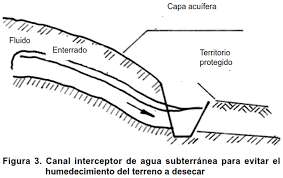 Capa acuífera
Fluido
Enterrado
Territorio
protegido
Figura 3. Canal interceptor de agua subterránea para evitar el
humedecimiento del terreno a desecar